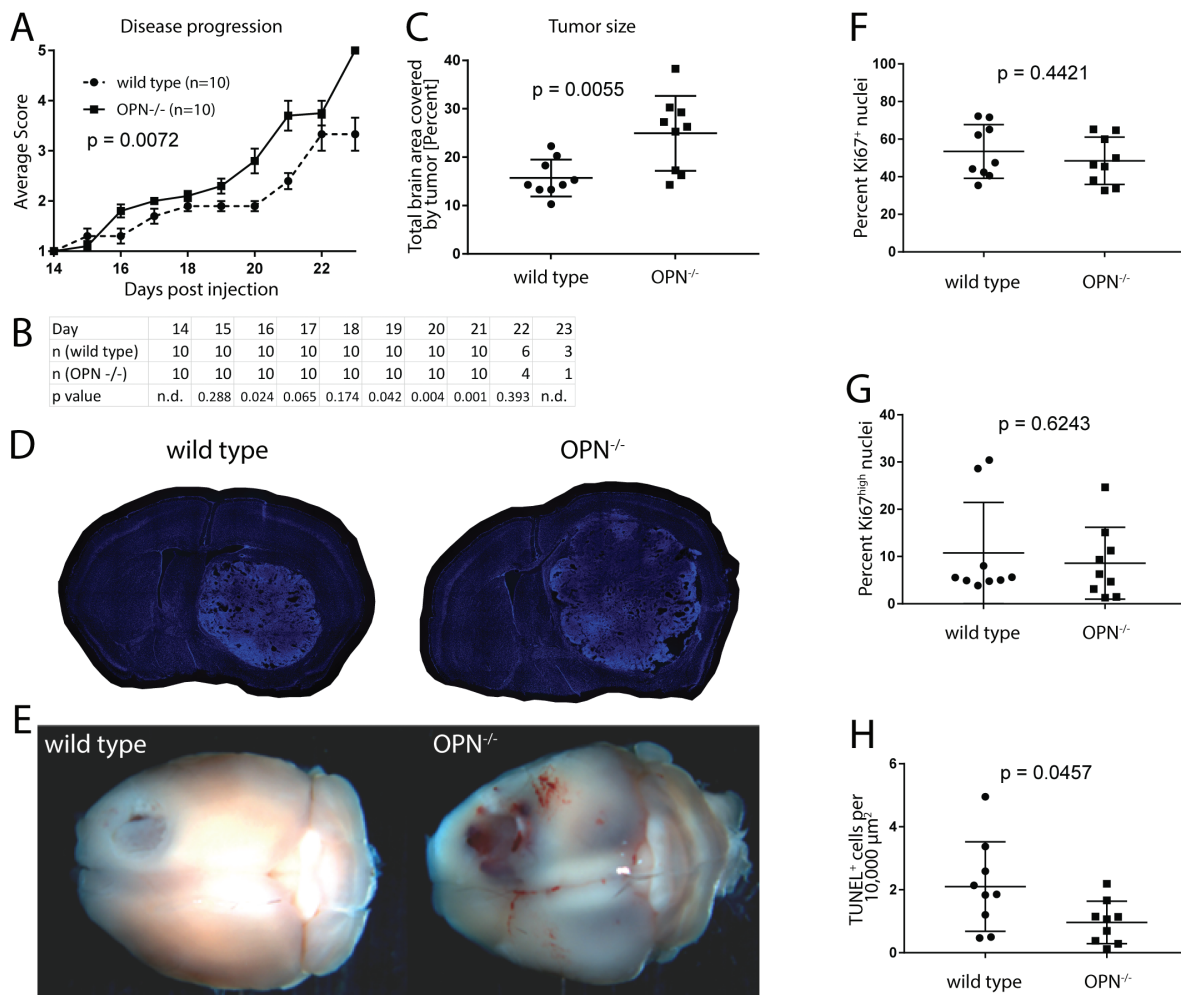 A
Disease progression
5
4
3
2
1
Average Score
wild type (n=10)
OPN-/- (n=10)
p = 0.0072
14 16 18 20 22
Days post injection
B
Day 14 15 16 17 18 19 20 21 22 23
n (wild type) 10 10 10 10 10 10 10 10 6 3
n (OPN -/-) 10 10 10 10 10 10 10 10 4 1
p value n.d. 0.288 0.024 0.065 0.174 0.042 0.004 0.001 0.393 n.d.
C
Tumor size
Total brain area covered
by tumor [Percent]
40
30
20
10
0
p = 0.0055
wild type OPN-/-
D
wild type OPN-/-
E
wild type OPN-/-
F
Percent Ki67+ nuclei
100
80
60
40
20
0
p = 0.4421
wild type OPN-/-
G
Percent Ki67high nuclei
40
30
20
10
0
p = 0.6243
wild type OPN-/-
H
TUNEL+ cells per
10,000 µm²
6
4
2
0
p = 0.0457
wild type OPN-/-